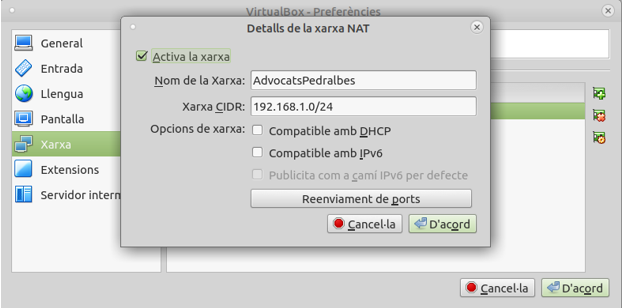 VirtualBox - Preferències
General
Entrada
Llengua
Pantalla
Xarxa
Extensions
Servidor intern
Detalls de la xarxa NAT
Activa la xarxa
Nom de la Xarxa: AdvocatsPedralbes
Xarxa CIDR: 192.168.1.0/24
Opcions de xarxa: Compatible amb DHCP
Compatible amb IPv6
Publicita com a camí IPv6 per defecte
Reenviament de ports
Cancel·la D'acord
Cancel·la D'acord